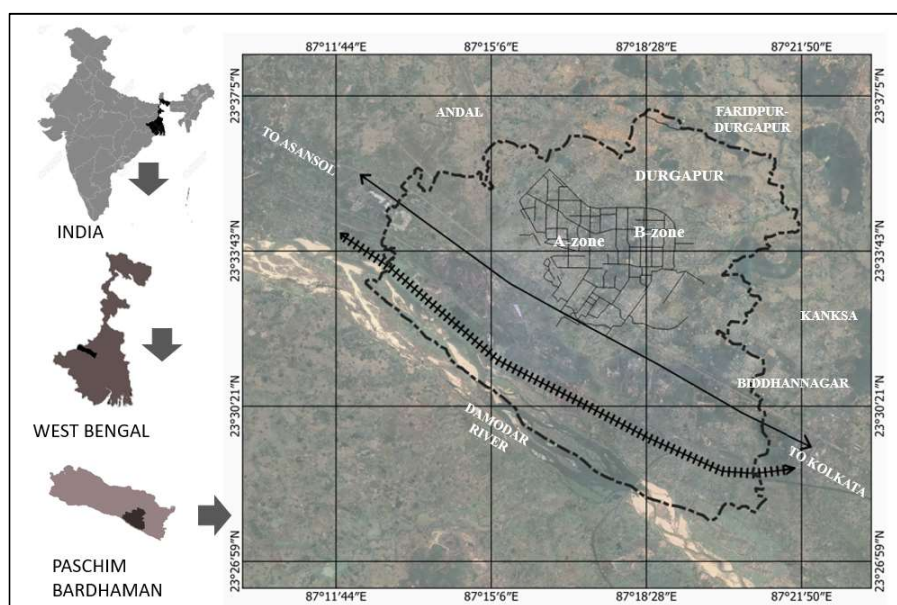 INDIA
WEST BENGAL
PASCHIM
BARDHAMAN
87°11'44"E
87°15'6"E
87°18'28"E
87°21'50"E
23°37'5"N
23°33'43"N
23°30'21"N
23°26'59"N
ANDAL
FARIDPUR-
DURGAPUR
TO ASANSOL
DURGAPUR
A-zone
B-zone
KANKSA
BIDDHANNAGAR
DAMODAR
RIVER
TO KOLKATA
23°37'5"N
23°33'43"N
23°30'21"N
23°26'59"N
87°11'44"E
87°15'6"E
87°18'28"E
87°21'50"E